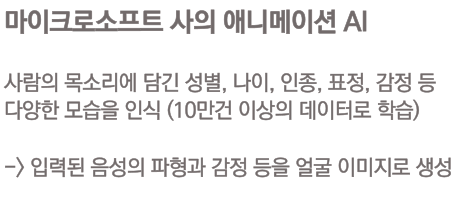 마이크로소프트 사의 애니메이션 AI
사람의 목소리에 담긴 성별, 나이, 인종, 표정, 감정 등
다양한 모습을 인식 (10만건 이상의 데이터로 학습)
-> 입력된 음성의 파형과 감정 등을 얼굴 이미지로 생성